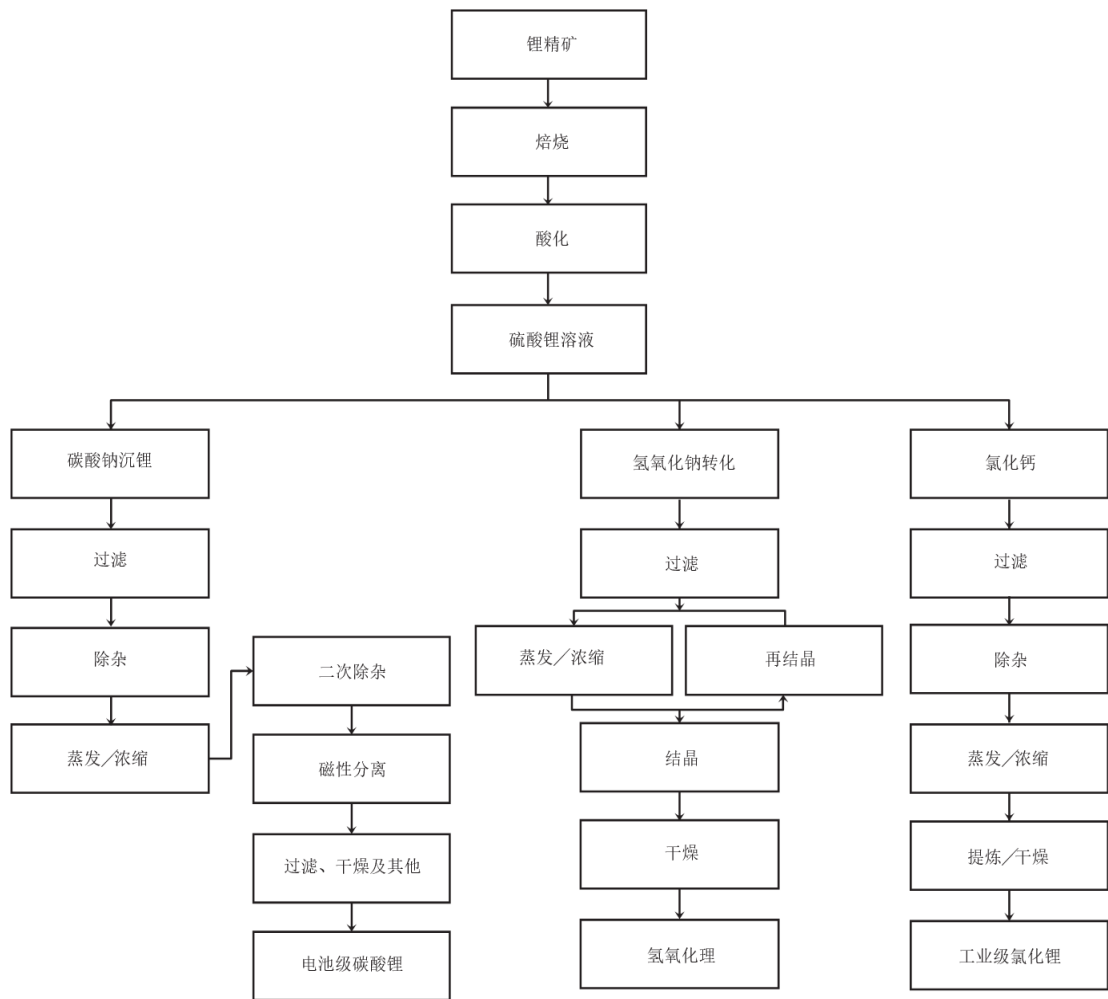 锂精矿
焙烧
酸化
硫酸锂溶液
碳酸钠沉锂
过滤
除杂
蒸发／浓缩
二次除杂
磁性分离
过滤、干燥及其他
电池级碳酸锂
氢氧化钠转化
过滤
蒸发／浓缩
再结晶
结晶
干燥
氢氧化理
氯化钙
过滤
除杂
蒸发／浓缩
提炼／干燥
工业级氯化锂